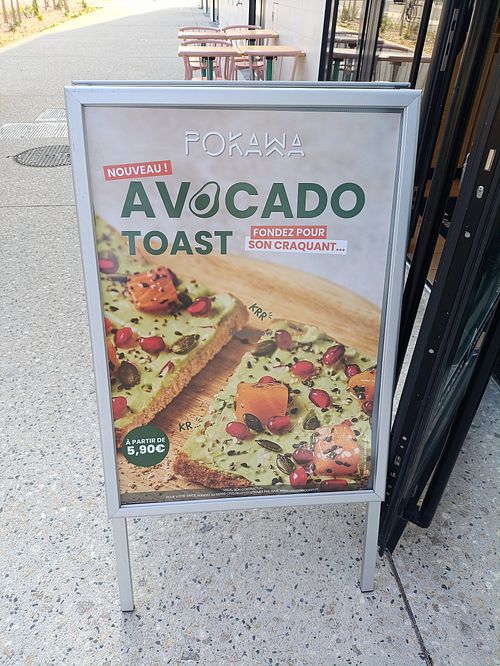 POKAWA
NOUVEAU !
AVOCADO
TOAST
FONDEZ POUR
SON CRAQUANT...
KRR
KR...
À PARTIR DE
5,90€